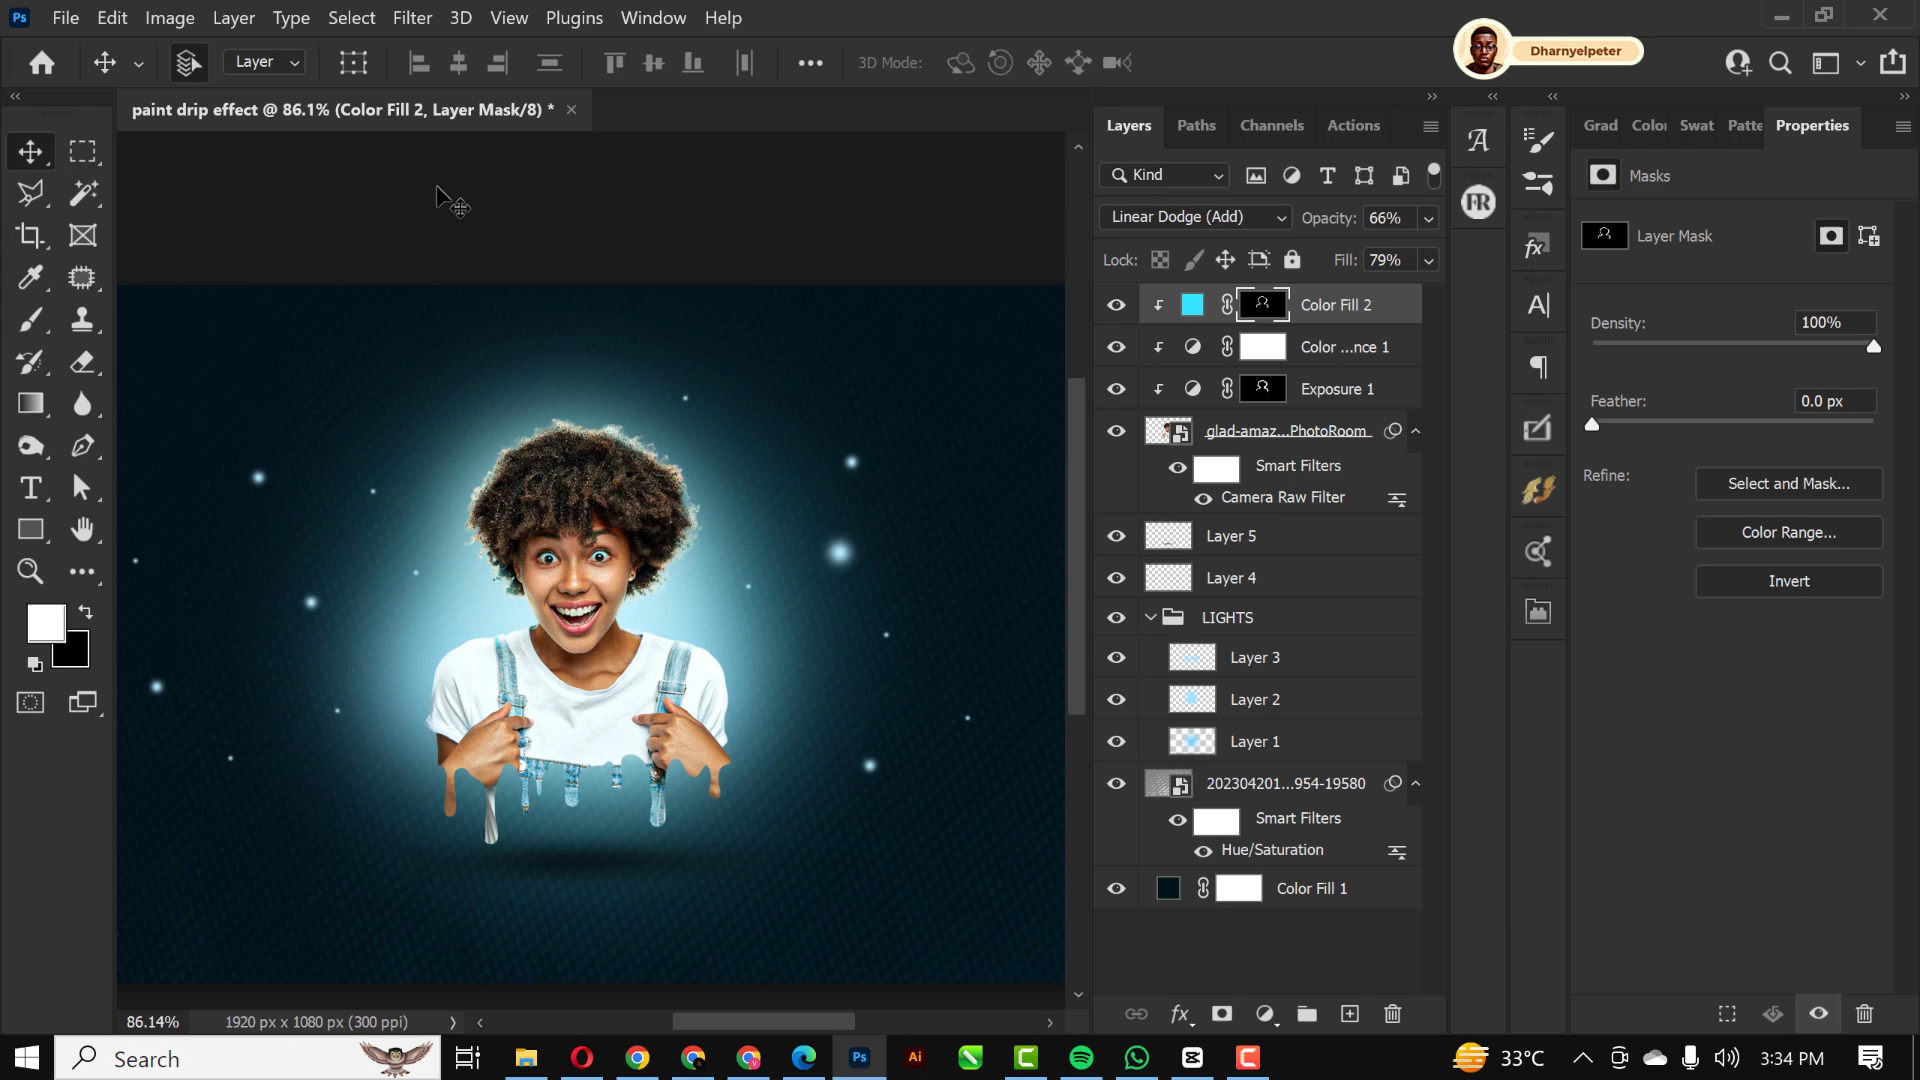 Ps File Edit Image Layer Type Select Filter 3D View Plugins Window Help
Layer 3D Mode: Dharnyelpeter
paint drip effect @ 86.1% (Color Fill 2, Layer Mask/8) *
Layers Paths Channels Actions
Grad Color Swat Patte Properties
Kind
Masks
Linear Dodge (Add) Opacity: 66%
Layer Mask
Lock: Fill: 79%
Color Fill 2
Density: 100%
Color ...nce 1
Exposure 1
Feather: 0.0 px
glad-amaz...PhotoRoom
Smart Filters
Camera Raw Filter
Refine: Select and Mask...
Color Range...
Invert
Layer 5
Layer 4
LIGHTS
Layer 3
Layer 2
Layer 1
202304201...954-19580
Smart Filters
Hue/Saturation
Color Fill 1
86.14% 1920 px x 1080 px (300 ppi)
fx
Search
Ps Ai
33°C 3:34 PM
A
FR
fx
A
T